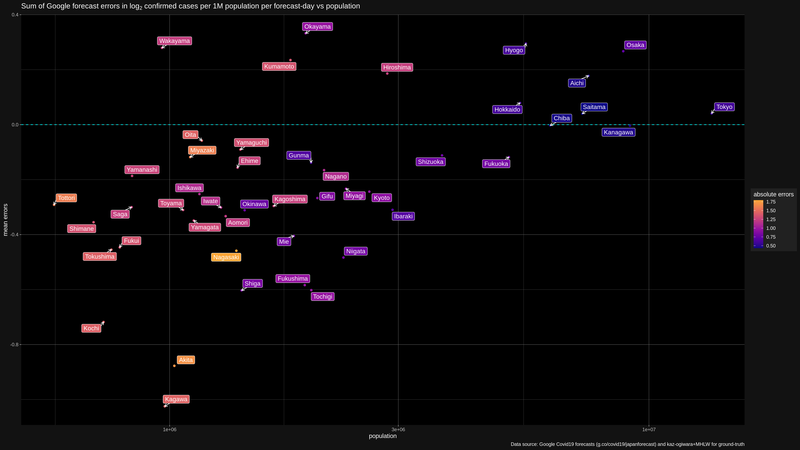 Sum of Google forecast errors in log2 confirmed cases per 1M population per forecast-day vs population
0.4
Okayama
Wakayama
Osaka
Hyogo
Kumamoto
Hiroshima
Aichi
Hokkaido
Saitama
Tokyo
Chiba
0.0
Kanagawa
Oita
Yamaguchi
Miyazaki
Gunma
Ehime
Shizuoka
Fukuoka
Yamanashi
Nagano
Ishikawa
Tottori
Toyama
Iwate
Okinawa
Kagoshima
Gifu
Miyagi
Kyoto
Saga
Ibaraki
Aomori
Shimane
Yamagata
-0.4
Fukui
Mie
Tokushima
Nagasaki
Niigata
Shiga
Fukushima
Tochigi
Kochi
-0.8
Akita
Kagawa
mean errors
absolute errors
1.75
1.50
1.25
1.00
0.75
0.50
1e+06
3e+06
1e+07
population
Data source: Google Covid19 forecasts (g.co/covid19/japanforecast) and kaz-ogiwara+MHLW for ground-truth